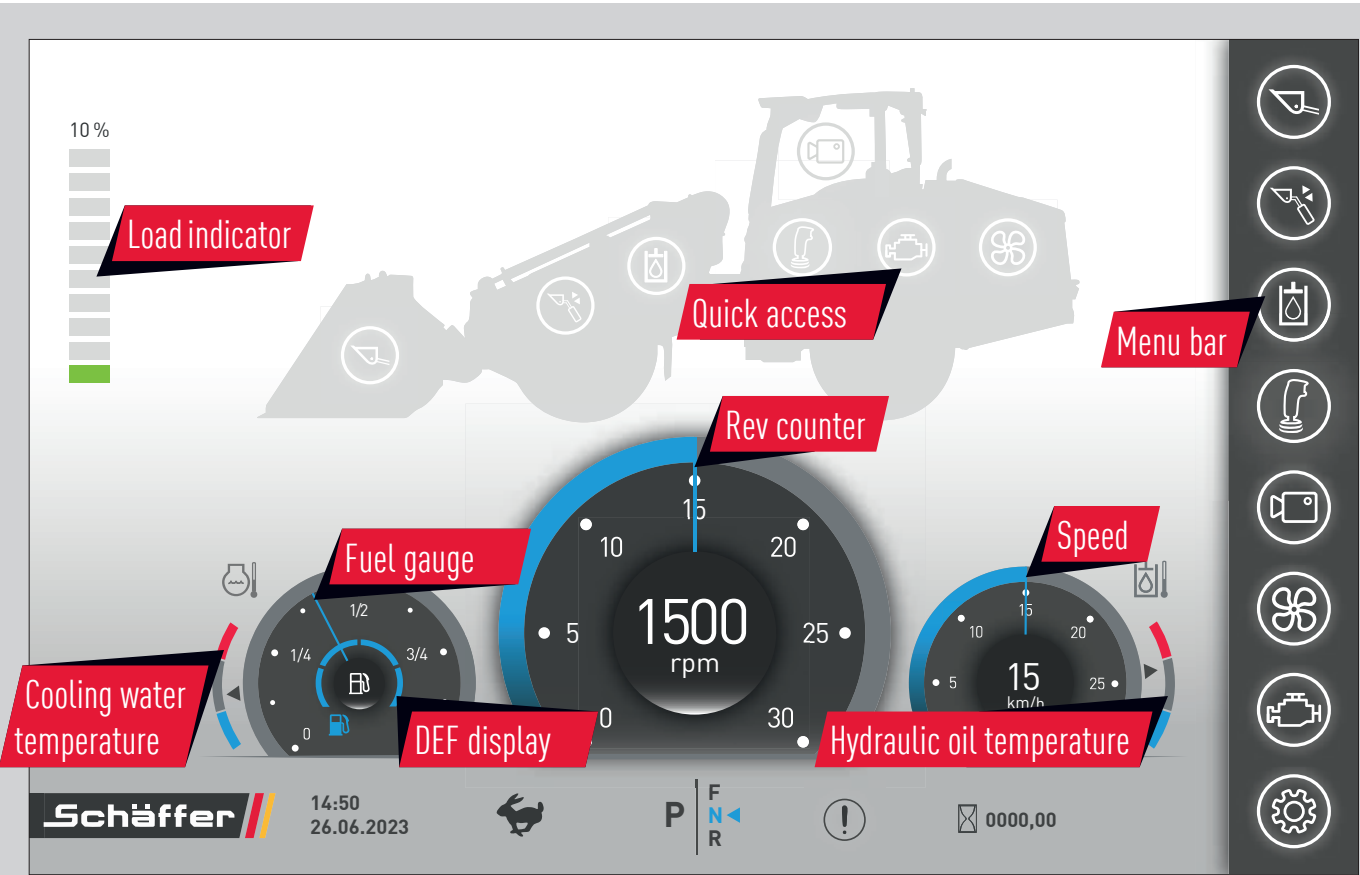 10 %
Load indicator
Quick access
Menu bar
Rev counter
15
10
20
5
25
0
30
1500
rpm
Fuel gauge
1/2
1/4
3/4
0
Cooling water
temperature
DEF display
Speed
15
10
20
5
25
15
km/h
Hydraulic oil temperature
Schäffer
14:50
26.06.2023
P
F
N
R
!
0000,00